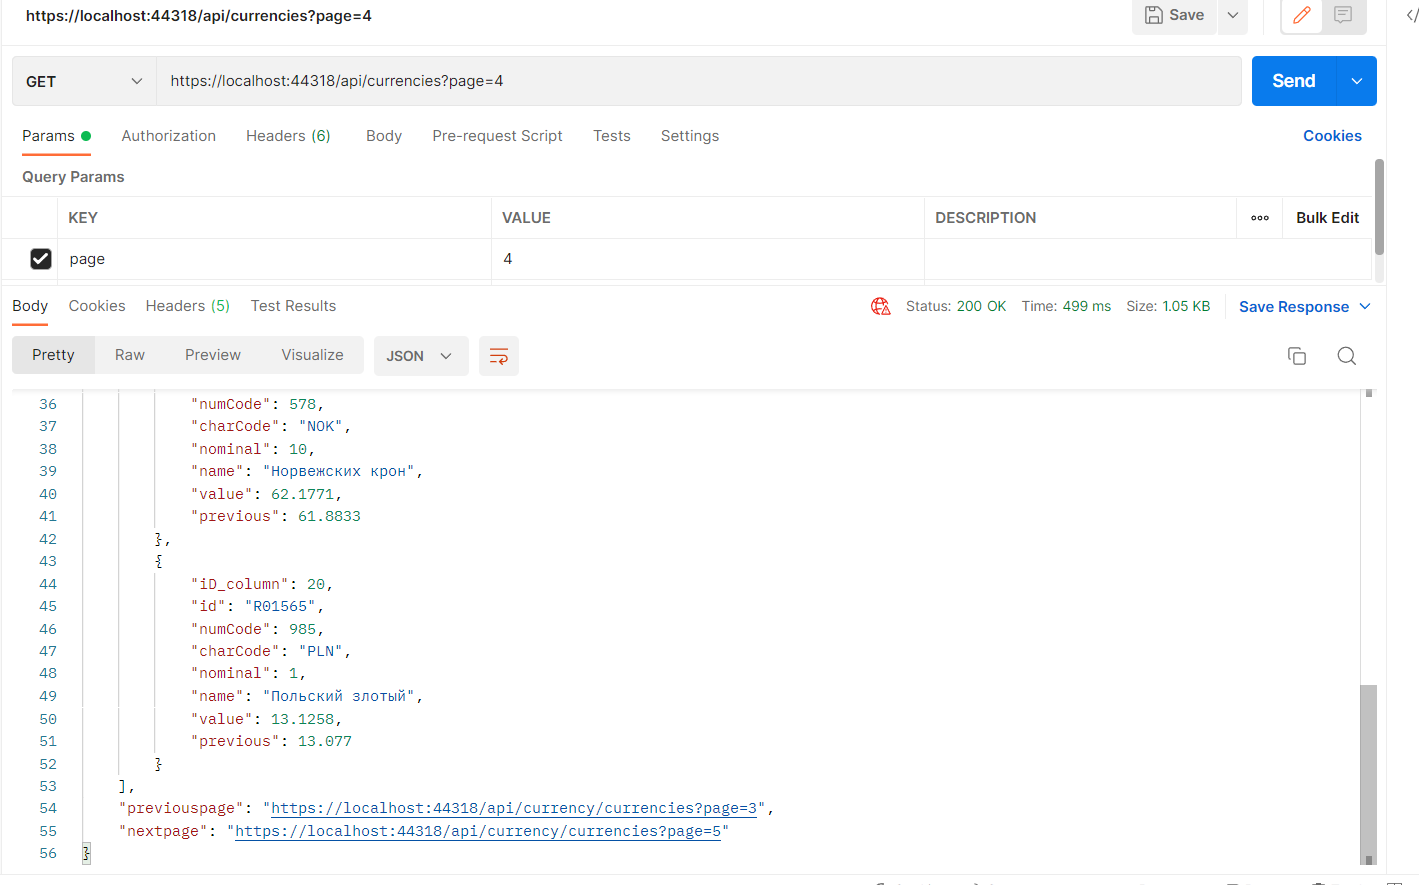 https://localhost:44318/api/currencies?page=4 Save
GET https://localhost:44318/api/currencies?page=4 Send
Params Authorization Headers (6) Body Pre-request Script Tests Settings Cookies
Query Params
KEY VALUE DESCRIPTION Bulk Edit
page 4
Body Cookies Headers (5) Test Results Status: 200 OK Time: 499 ms Size: 1.05 KB Save Response
Pretty Raw Preview Visualize JSON
36 "numCode": 578,
37 "charCode": "NOK",
38 "nominal": 10,
39 "name": "Норвежских крон",
40 "value": 62.1771,
41 "previous": 61.8833
42 },
43 {
44 "iD_column": 20,
45 "id": "R01565",
46 "numCode": 985,
47 "charCode": "PLN",
48 "nominal": 1,
49 "name": "Польский злотый",
50 "value": 13.1258,
51 "previous": 13.077
52 }
53 ],
54 "previouspage": "https://localhost:44318/api/currency/currencies?page=3",
55 "nextpage": "https://localhost:44318/api/currency/currencies?page=5"
56 }